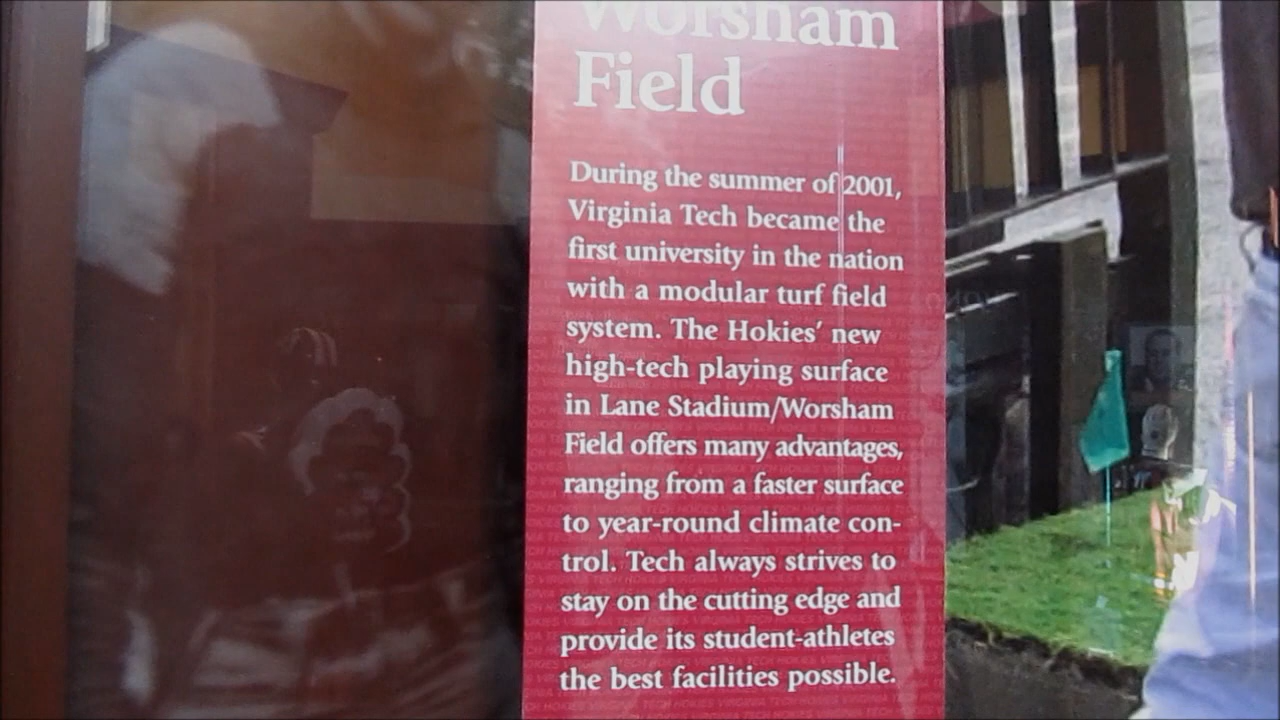 Worsham
Field
During the summer of 2001,
Virginia Tech became the
first university in the nation
with a modular turf field
system. The Hokies' new
high-tech playing surface
in Lane Stadium/Worsham
Field offers many advantages,
ranging from a faster surface
to year-round climate con-
trol. Tech always strives to
stay on the cutting edge and
provide its student-athletes
the best facilities possible.